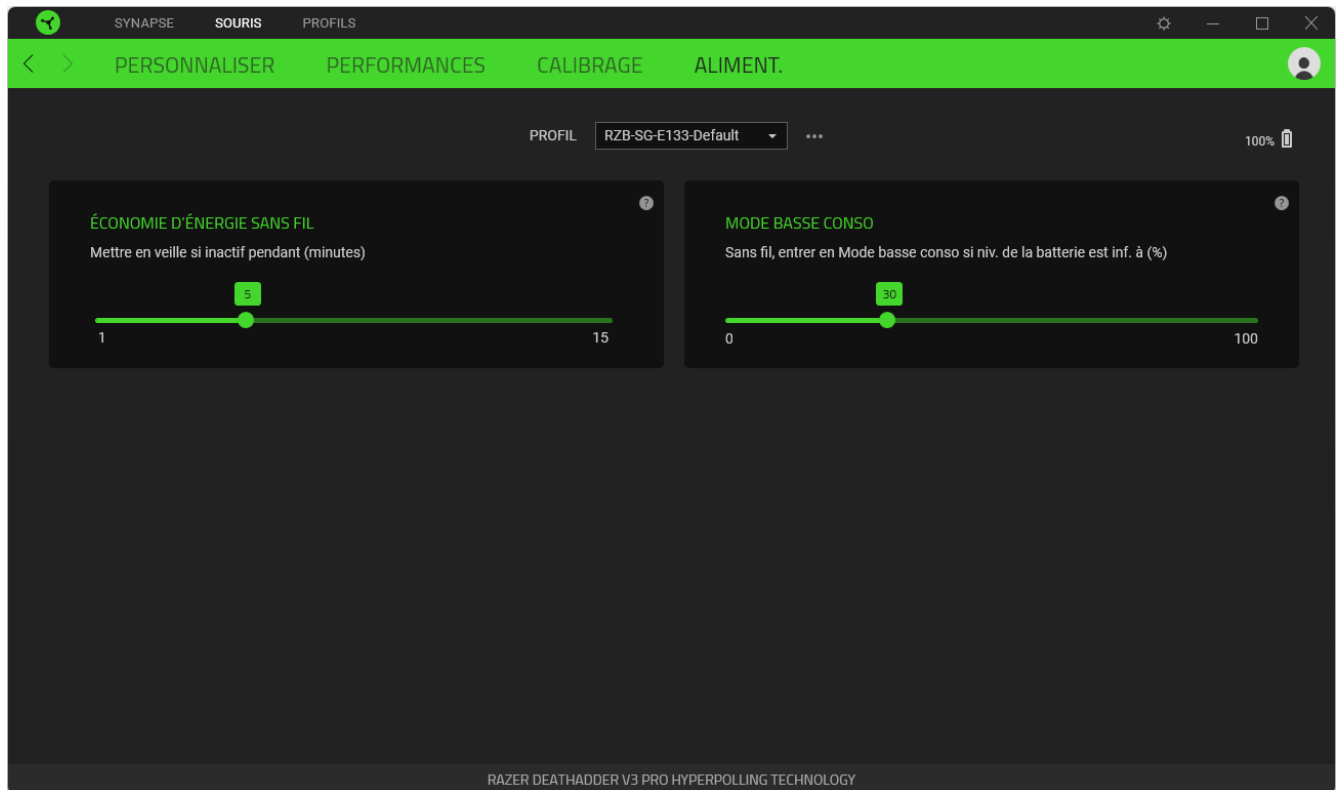 SYNAPSE SOURIS PROFILS
PERSONNALISER PERFORMANCES CALIBRAGE ALIMENT.
PROFIL RZB-SG-E133-Default
100%
ÉCONOMIE D'ÉNERGIE SANS FIL
Mettre en veille si inactif pendant (minutes)
5
1 15
MODE BASSE CONSO
Sans fil, entrer en Mode basse conso si niv. de la batterie est inf. à (%)
30
0 100
RAZER DEATHADDER V3 PRO HYPERPOLLING TECHNOLOGY